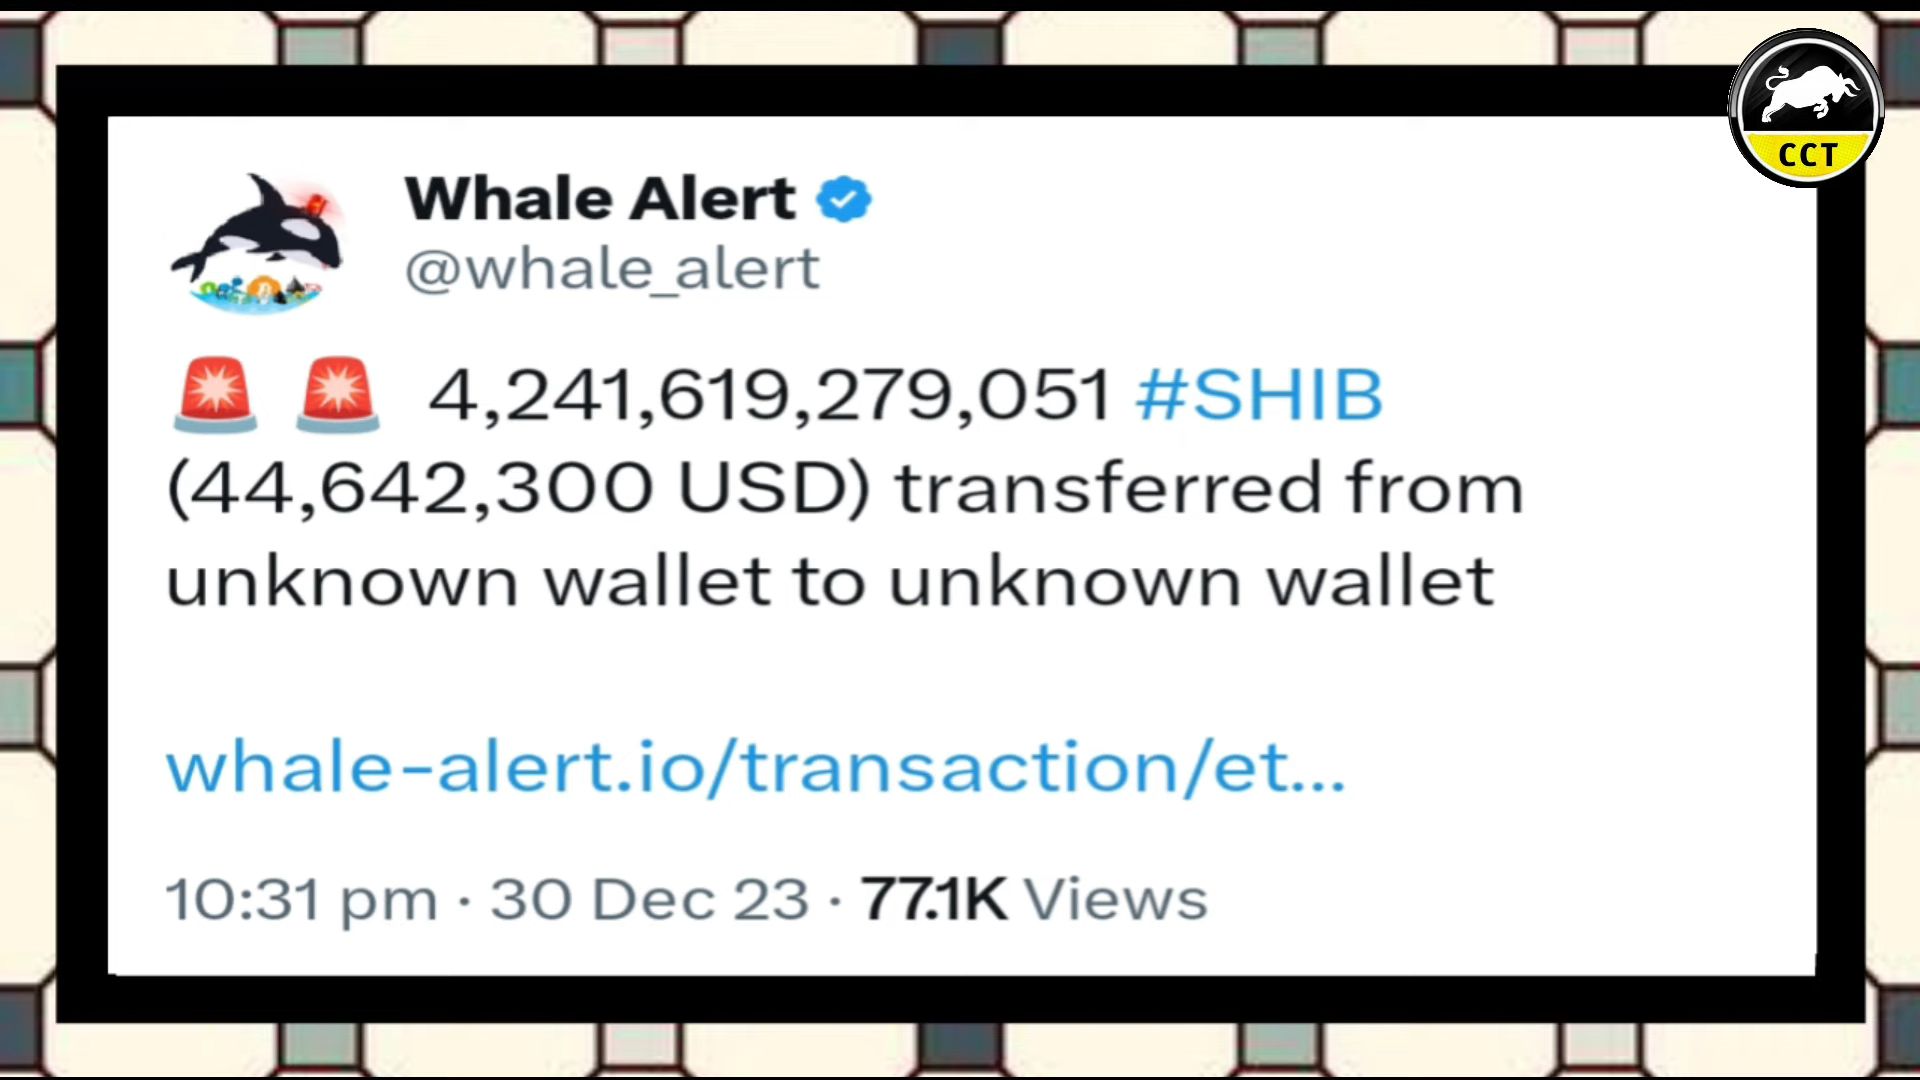 CCT
Whale Alert
@whale_alert
🚨 🚨 4,241,619,279,051 #SHIB
(44,642,300 USD) transferred from
unknown wallet to unknown wallet
whale-alert.io/transaction/et...
10:31 pm · 30 Dec 23 · 77.1K Views